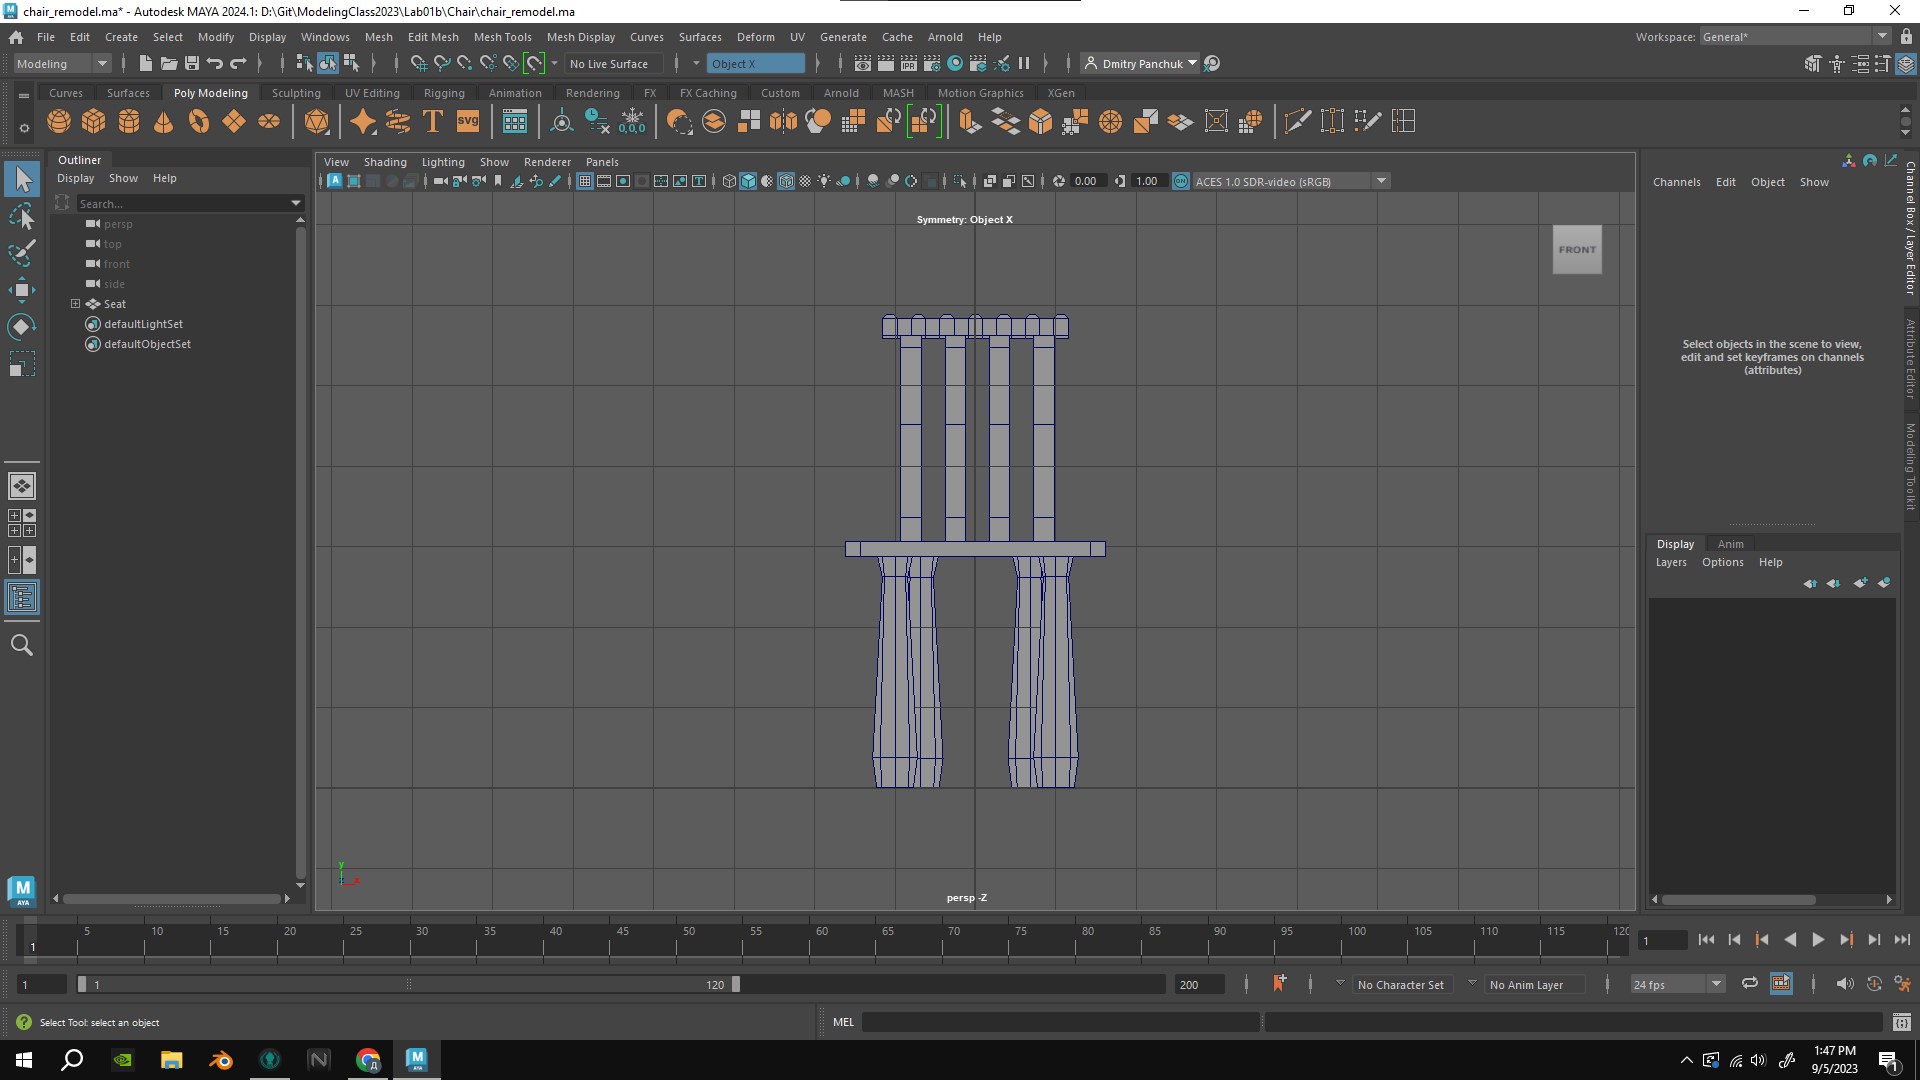 chair_remodel.ma* - Autodesk MAYA 2024.1: D:\Git\ModelingClass2023\Lab01b\Chair\chair_remodel.ma
File Edit Create Select Modify Display Windows Mesh Edit Mesh Mesh Tools Mesh Display Curves Surfaces Deform UV Generate Cache Arnold Help
Workspace: General*
Modeling
No Live Surface
Object X
Dmitry Panchuk
Curves Surfaces Poly Modeling Sculpting UV Editing Rigging Animation Rendering FX FX Caching Custom Arnold MASH Motion Graphics XGen
Outliner
Display Show Help
Search...
persp
top
front
side
Seat
defaultLightSet
defaultObjectSet
View Shading Lighting Show Renderer Panels
0.00 1.00 ACES 1.0 SDR-video (sRGB)
Symmetry: Object X
FRONT
persp -Z
Channels Edit Object Show
Select objects in the scene to view,
edit and set keyframes on channels
(attributes)
Channel Box / Layer Editor
Attribute Editor
Modeling Toolkit
Display Anim
Layers Options Help
5 10 15 20 25 30 35 40 45 50 55 60 65 70 75 80 85 90 95 100 105 110 115 120
1
1
1 1 120 200
No Character Set
No Anim Layer
24 fps
Select Tool: select an object
MEL
1:47 PM
9/5/2023